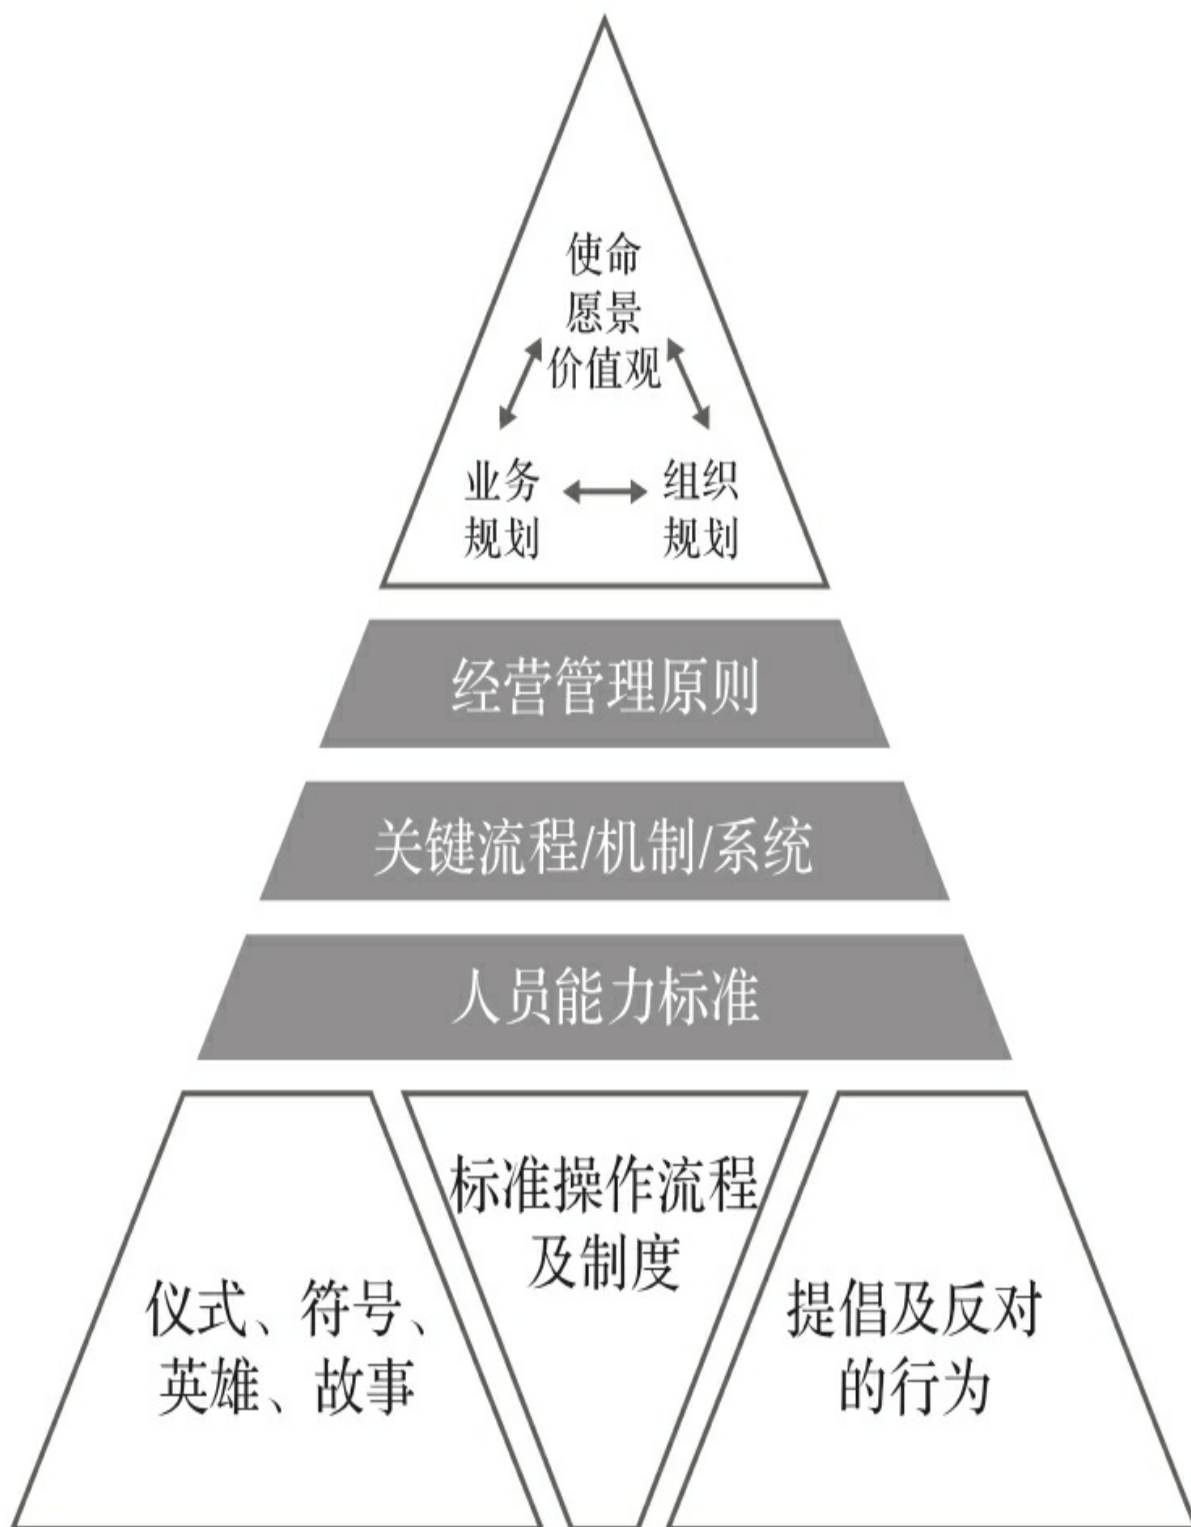 使命
愿景
价值观
业务
规划
组织
规划
经营管理原则
关键流程/机制/系统
人员能力标准
标准操作流程
及制度
仪式、符号、
英雄、故事
提倡及反对
的行为